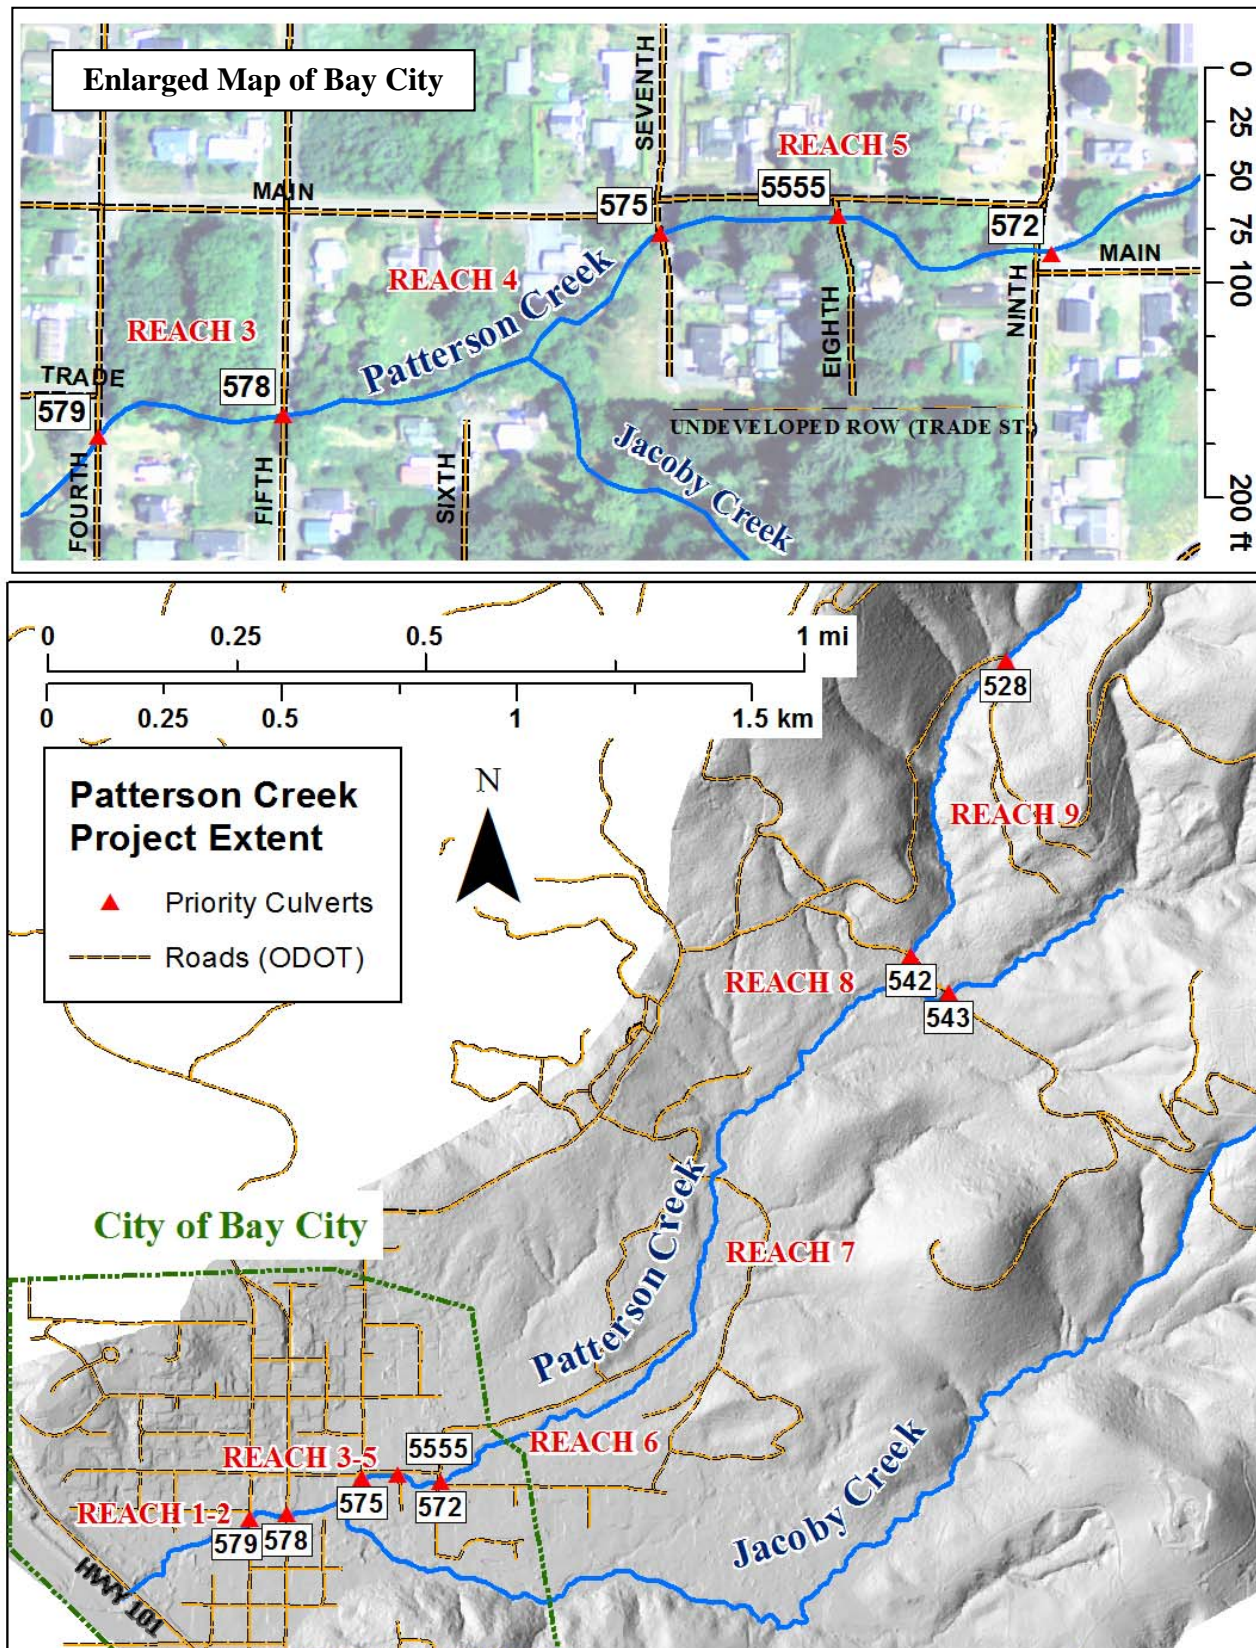 Enlarged Map of Bay City
SEVENTH
REACH 5
MAIN
575
5555
572
MAIN
REACH 4
Patterson Creek
REACH 3
TRADE
579
578
EIGHTH
NINTH
UNDEVELOPED ROW (TRADE ST.)
Jacoby Creek
FOURTH
FIFTH
SIXTH
0
25
50
75
100
200 ft
0 0.25 0.5 1 mi
0 0.25 0.5 1 1.5 km
Patterson Creek
Project Extent
Priority Culverts
Roads (ODOT)
N
528
REACH 9
REACH 8
542
543
Patterson Creek
REACH 7
City of Bay City
5555
REACH 6
REACH 3-5
575
572
REACH 1-2
579
578
Jacoby Creek
HWY 101